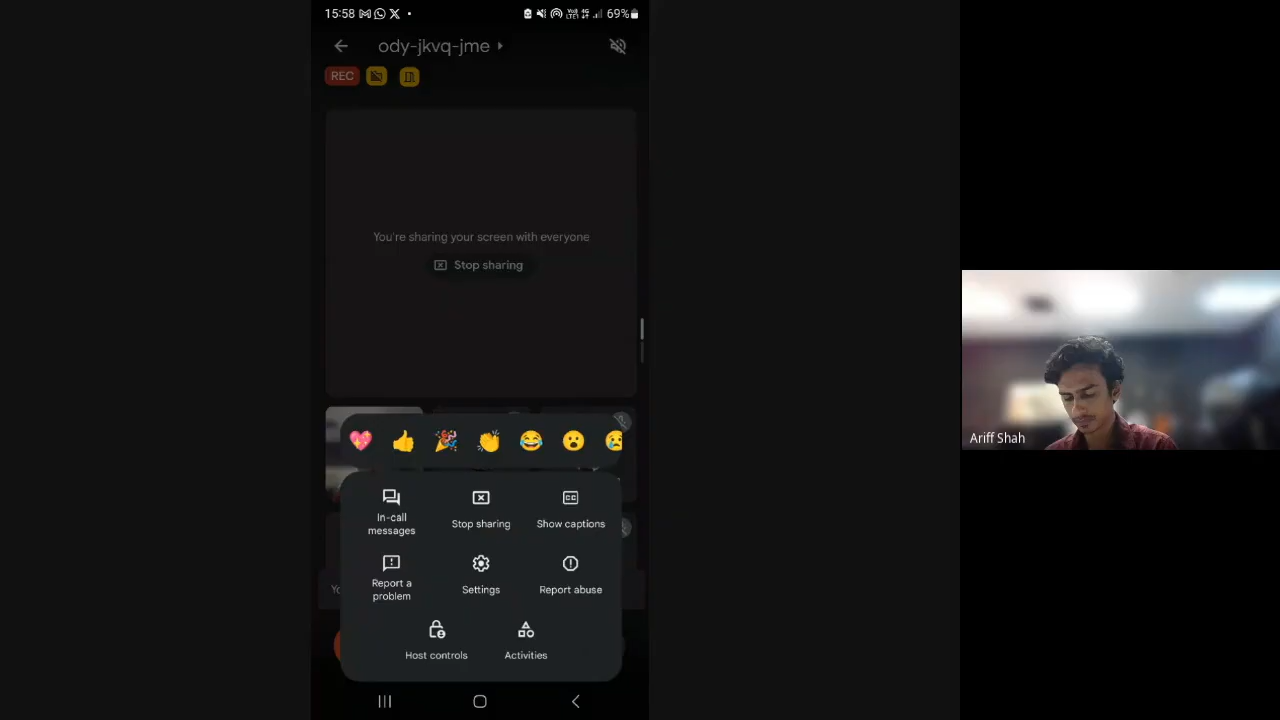 15:58 69%
ody-jkvq-jme
REC
You're sharing your screen with everyone
Stop sharing
In-call messages
Stop sharing
Show captions
Report a problem
Settings
Report abuse
Host controls
Activities
Ariff Shah